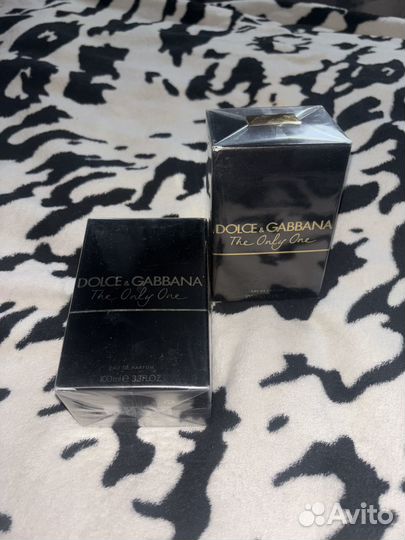 DOLCE & GABBANA
The Only One
DOLCE & GABBANA
The Only One
EAU DE PARFUM
100ml e 3.3FL.OZ.
Avito